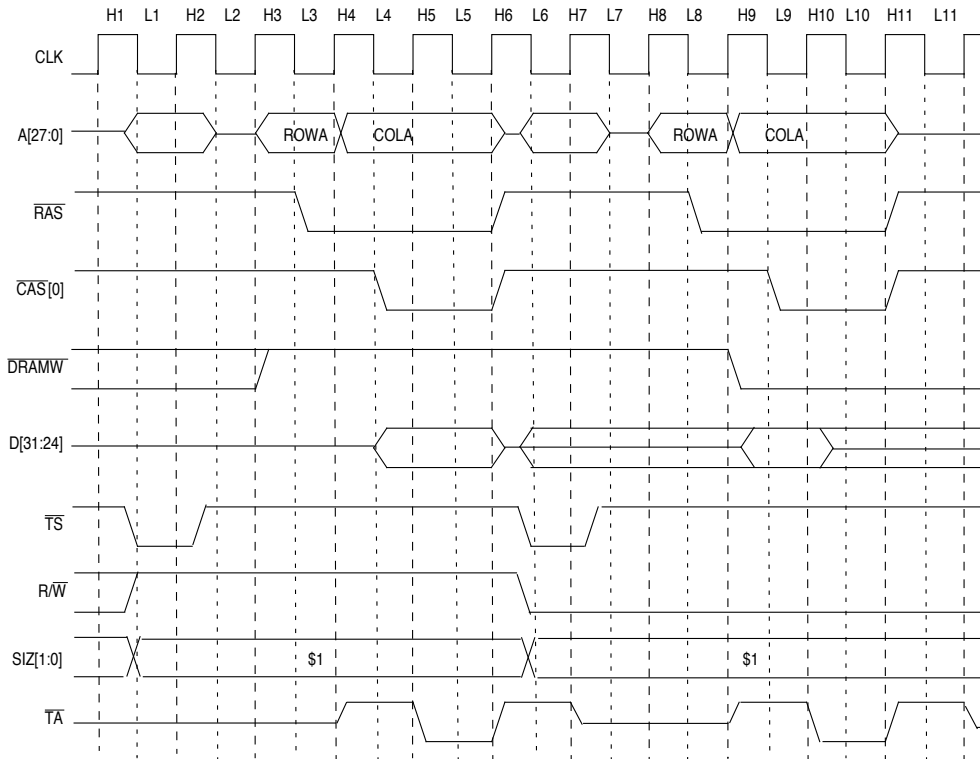 H1 L1 H2 L2 H3 L3 H4 L4 H5 L5 H6 L6 H7 L7 H8 L8 H9 L9 H10 L10 H11 L11
CLK
A[27:0] ROWA COLA ROWA COLA
RAS
CAS[0]
DRAMW
D[31:24]
TS
R/W
SIZ[1:0] $1 $1
TA